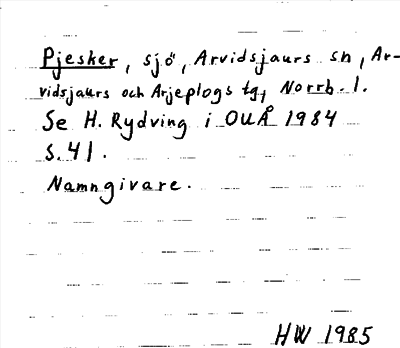 Pjesker, sjö, Arvidsjaurs sn, Ar-
vidsjaurs och Arjeplogs tg, Norrb. l.
Se H. Rydving i OUÅ 1984
s. 41.
Namngivare.
HW 1985